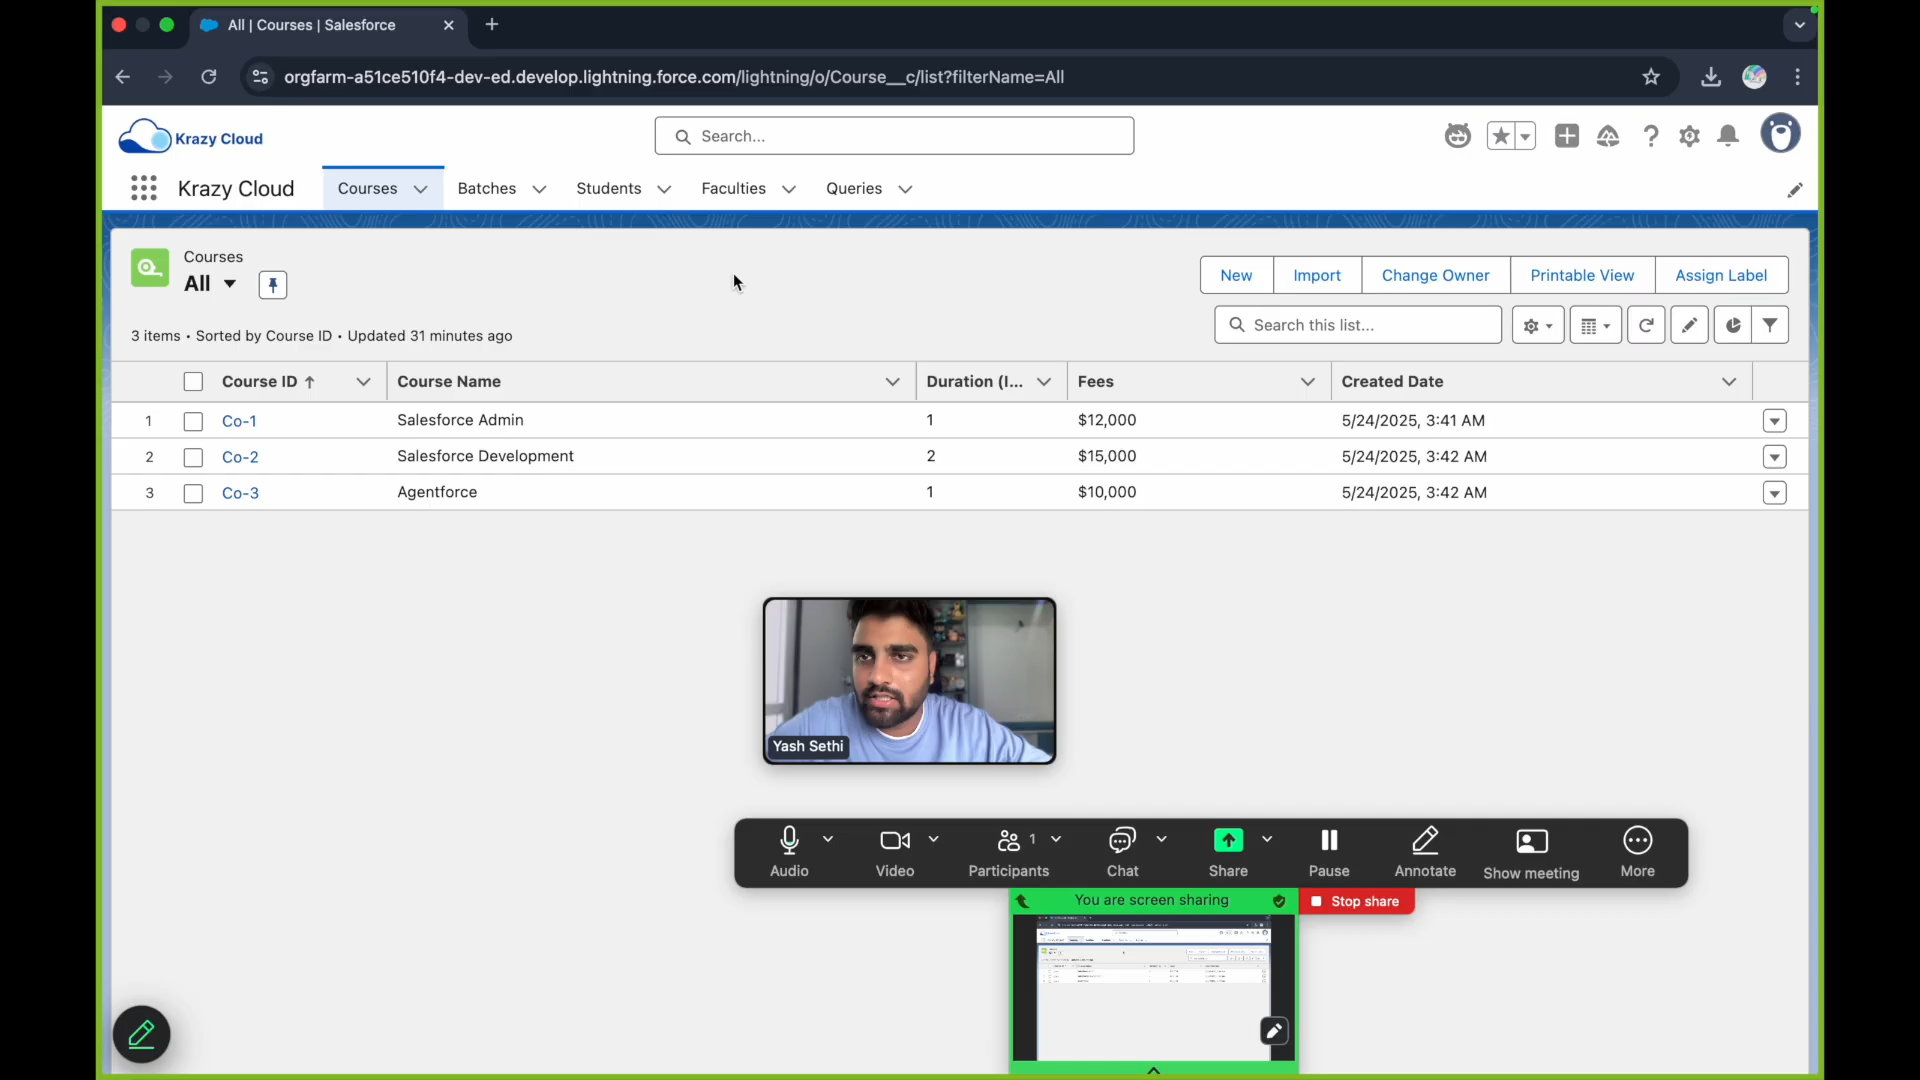 All | Courses | Salesforce
orgfarm-a51ce510f4-dev-ed.develop.lightning.force.com/lightning/o/Course__c/list?filterName=All
Krazy Cloud
Search...
Krazy Cloud
Courses
Batches
Students
Faculties
Queries
Courses
All
New
Import
Change Owner
Printable View
Assign Label
3 items • Sorted by Course ID • Updated 31 minutes ago
Search this list...
Course ID ↑
Course Name
Duration (I...
Fees
Created Date
1 Co-1 Salesforce Admin 1 $12,000 5/24/2025, 3:41 AM
2 Co-2 Salesforce Development 2 $15,000 5/24/2025, 3:42 AM
3 Co-3 Agentforce 1 $10,000 5/24/2025, 3:42 AM
Yash Sethi
1
Audio
Video
Participants
Chat
Share
Pause
Annotate
Show meeting
More
You are screen sharing
Stop share